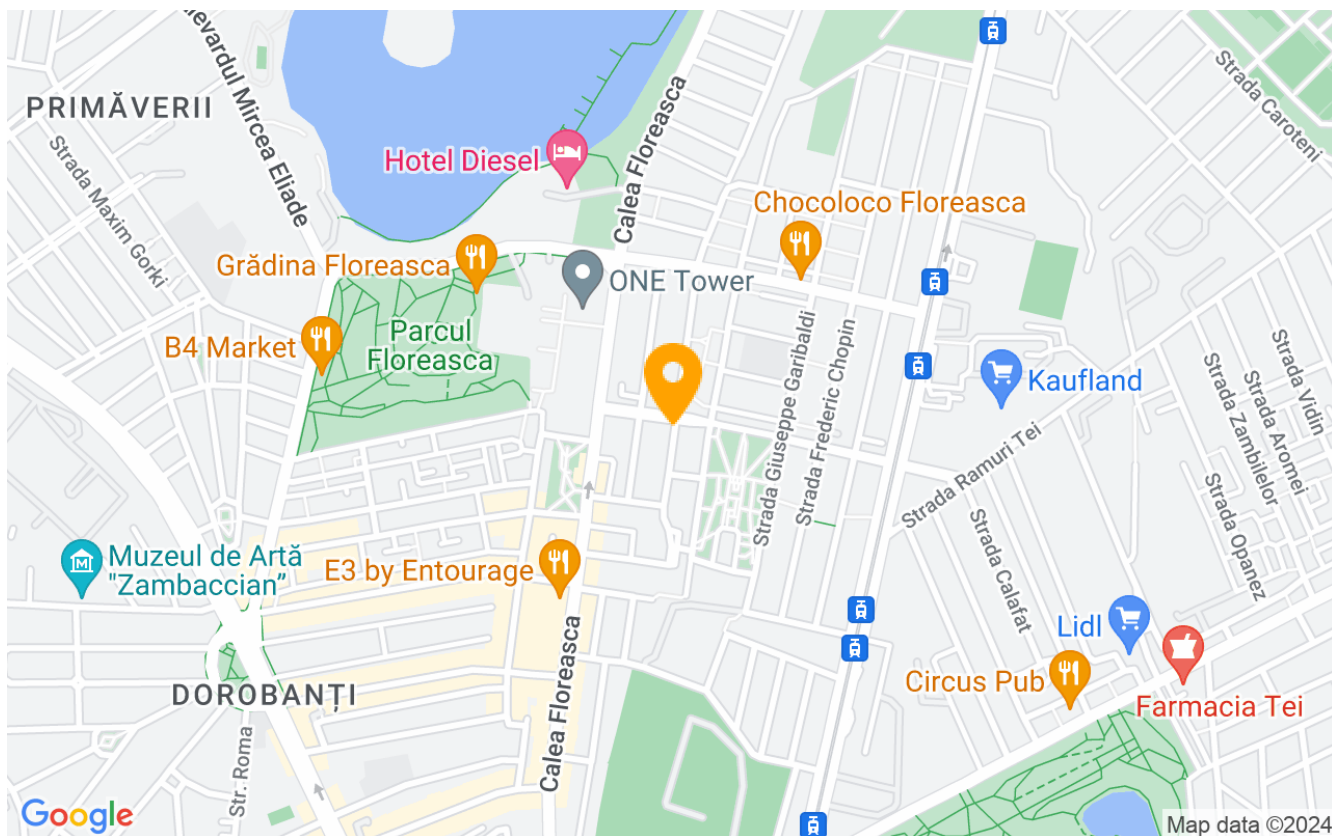 ulevardul Mircea Eliade
PRIMĂVERII
Strada Maxim Gorki
Hotel Diesel
Calea Floreasca
Chocoloco Floreasca
Strada Caroteni
Grădina Floreasca
ONE Tower
Parcul
Floreasca
B4 Market
Strada Giuseppe Garibaldi
Strada Frederic Chopin
Kaufland
Strada Ramuri Tei
Strada Vidin
Strada Aromei
Strada Zambilelor
Strada Opanez
Muzeul de Artă
"Zambaccian”
E3 by Entourage
Strada Calafat
Lidl
Circus Pub
Farmacia Tei
DOROBANȚI
Str. Roma
Calea Floreasca
Google
Map data ©2024